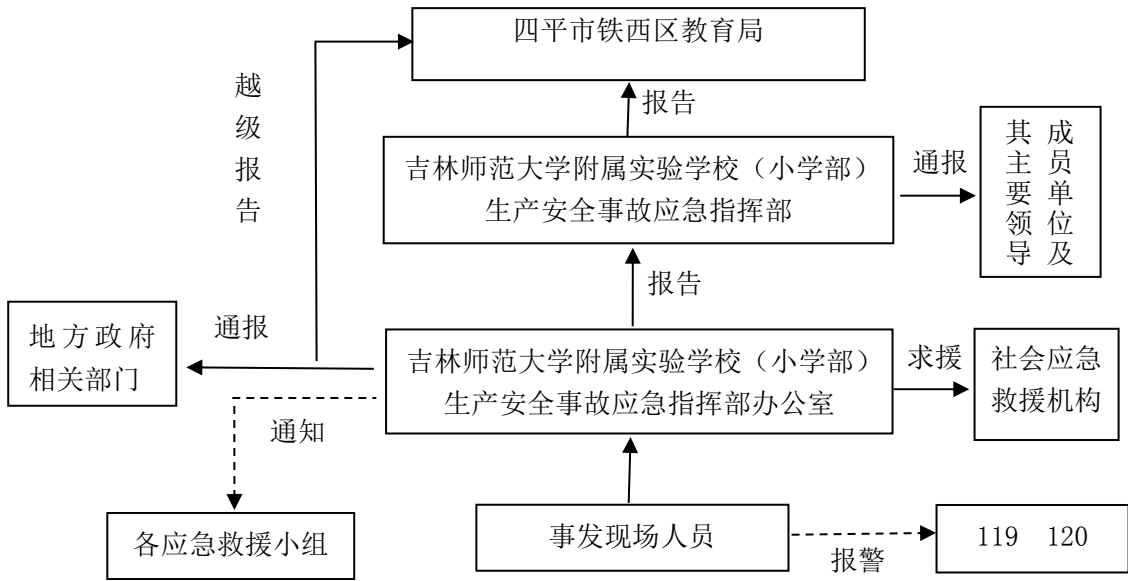 四平市铁西区教育局
越级报告
报告
吉林师范大学附属实验学校（小学部）
生产安全事故应急指挥部
通报
成员单位及
其主要领导
报告
地方政府
相关部门
通报
吉林师范大学附属实验学校（小学部）
生产安全事故应急指挥部办公室
求援
社会应急
救援机构
通知
各应急救援小组
事发现场人员
报警
119 120